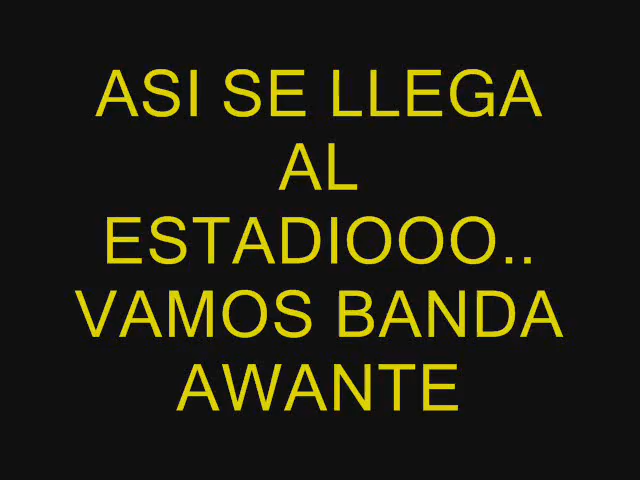 ASI SE LLEGA
AL
ESTADIOOO..
VAMOS BANDA
AWANTE